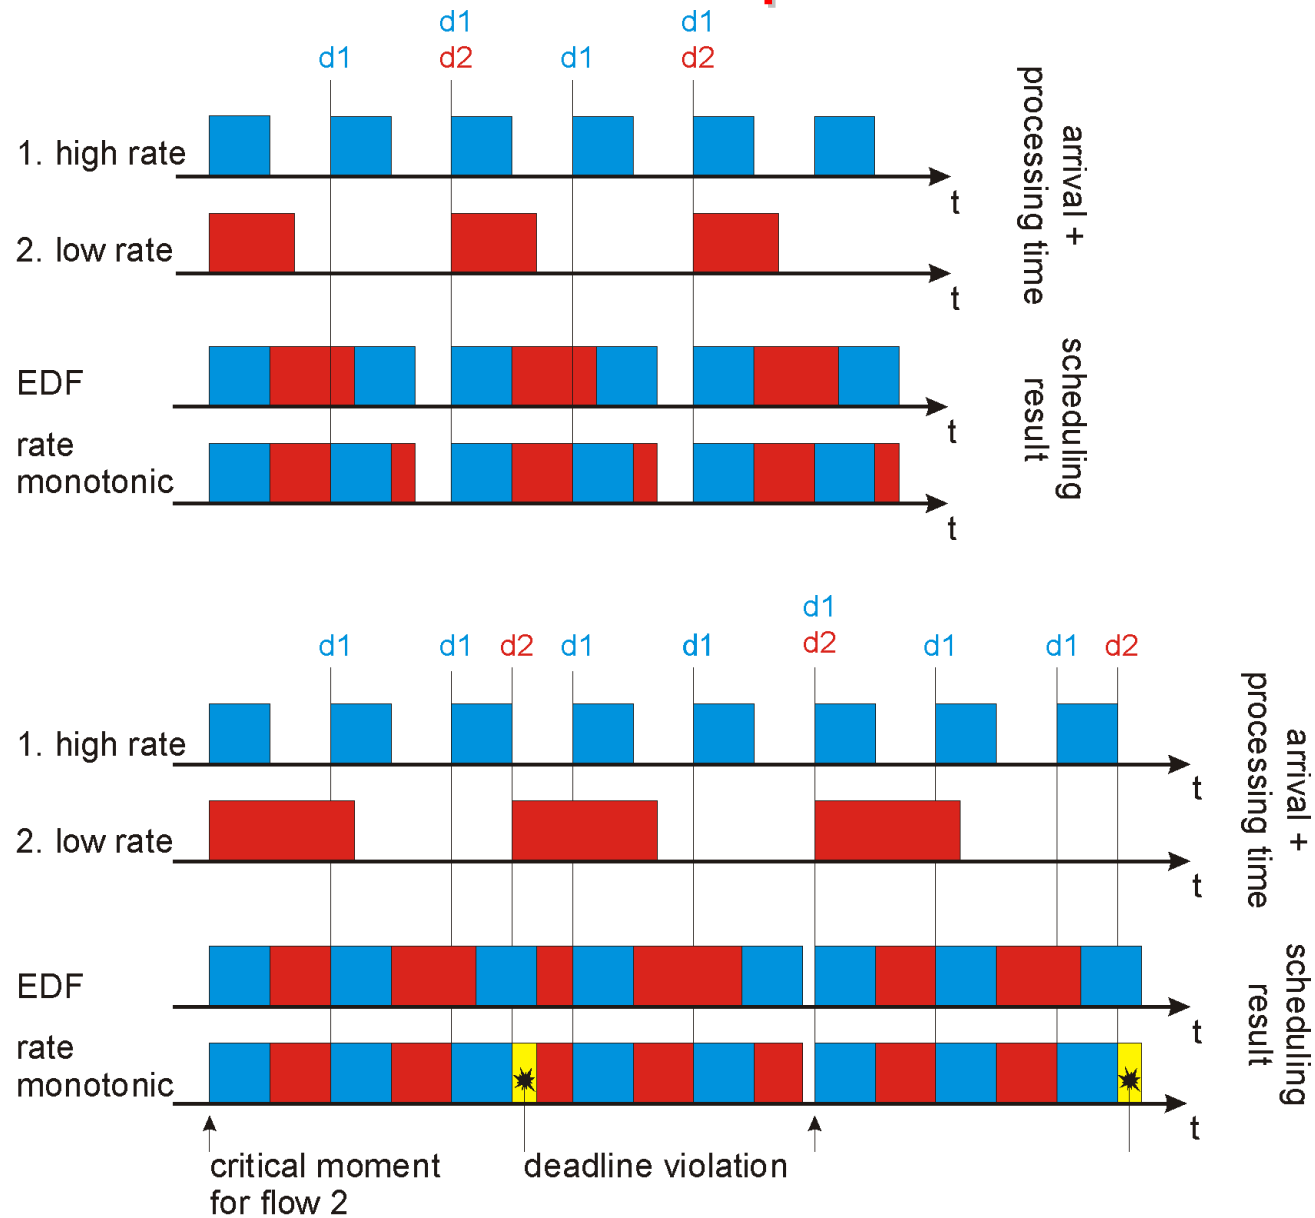 d1
d1
d2
d1
d1
d2
1. high rate
t
2. low rate
t
arrival +
processing time
EDF
t
rate
monotonic
t
scheduling
result
d1
d1
d2
d1
d1
d1
d2
d1
d1
d2
1. high rate
t
2. low rate
t
arrival +
processing time
EDF
t
rate
monotonic
t
scheduling
result
critical moment
for flow 2
deadline violation